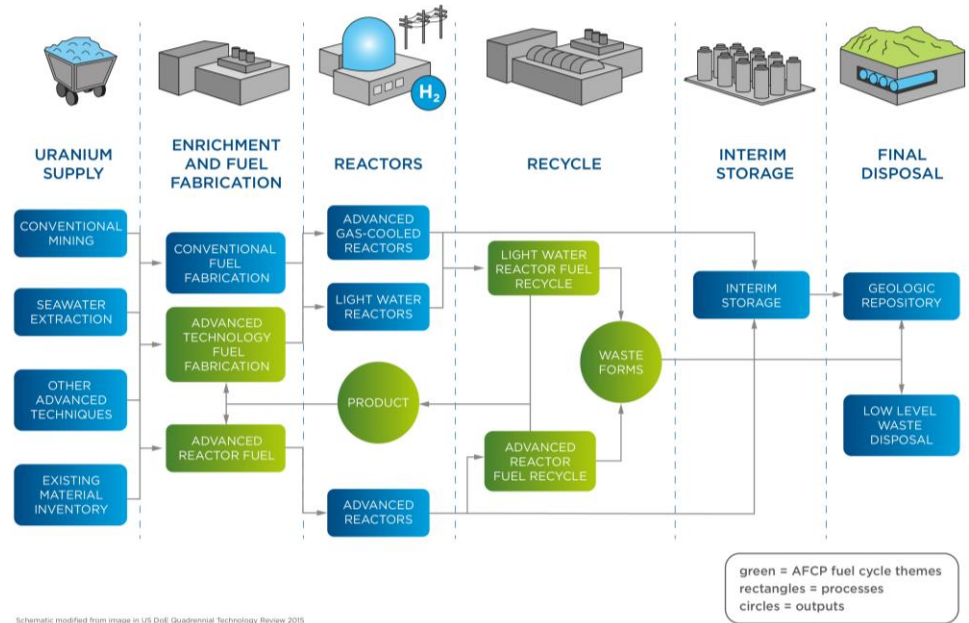 H₂
URANIUM
SUPPLY
ENRICHMENT
AND FUEL
FABRICATION
REACTORS
RECYCLE
INTERIM
STORAGE
FINAL
DISPOSAL
CONVENTIONAL
MINING
SEAWATER
EXTRACTION
OTHER
ADVANCED
TECHNIQUES
EXISTING
MATERIAL
INVENTORY
CONVENTIONAL
FUEL
FABRICATION
ADVANCED
TECHNOLOGY
FUEL
FABRICATION
ADVANCED
REACTOR FUEL
ADVANCED
GAS-COOLED
REACTORS
LIGHT WATER
REACTORS
PRODUCT
ADVANCED
REACTORS
LIGHT WATER
REACTOR FUEL
RECYCLE
WASTE
FORMS
ADVANCED
REACTOR
FUEL RECYCLE
INTERIM
STORAGE
GEOLOGIC
REPOSITORY
LOW LEVEL
WASTE
DISPOSAL
green = AFCP fuel cycle themes
rectangles = processes
circles = outputs
Schematic modified from image in US DoE Quadrennial Technology Review 2015